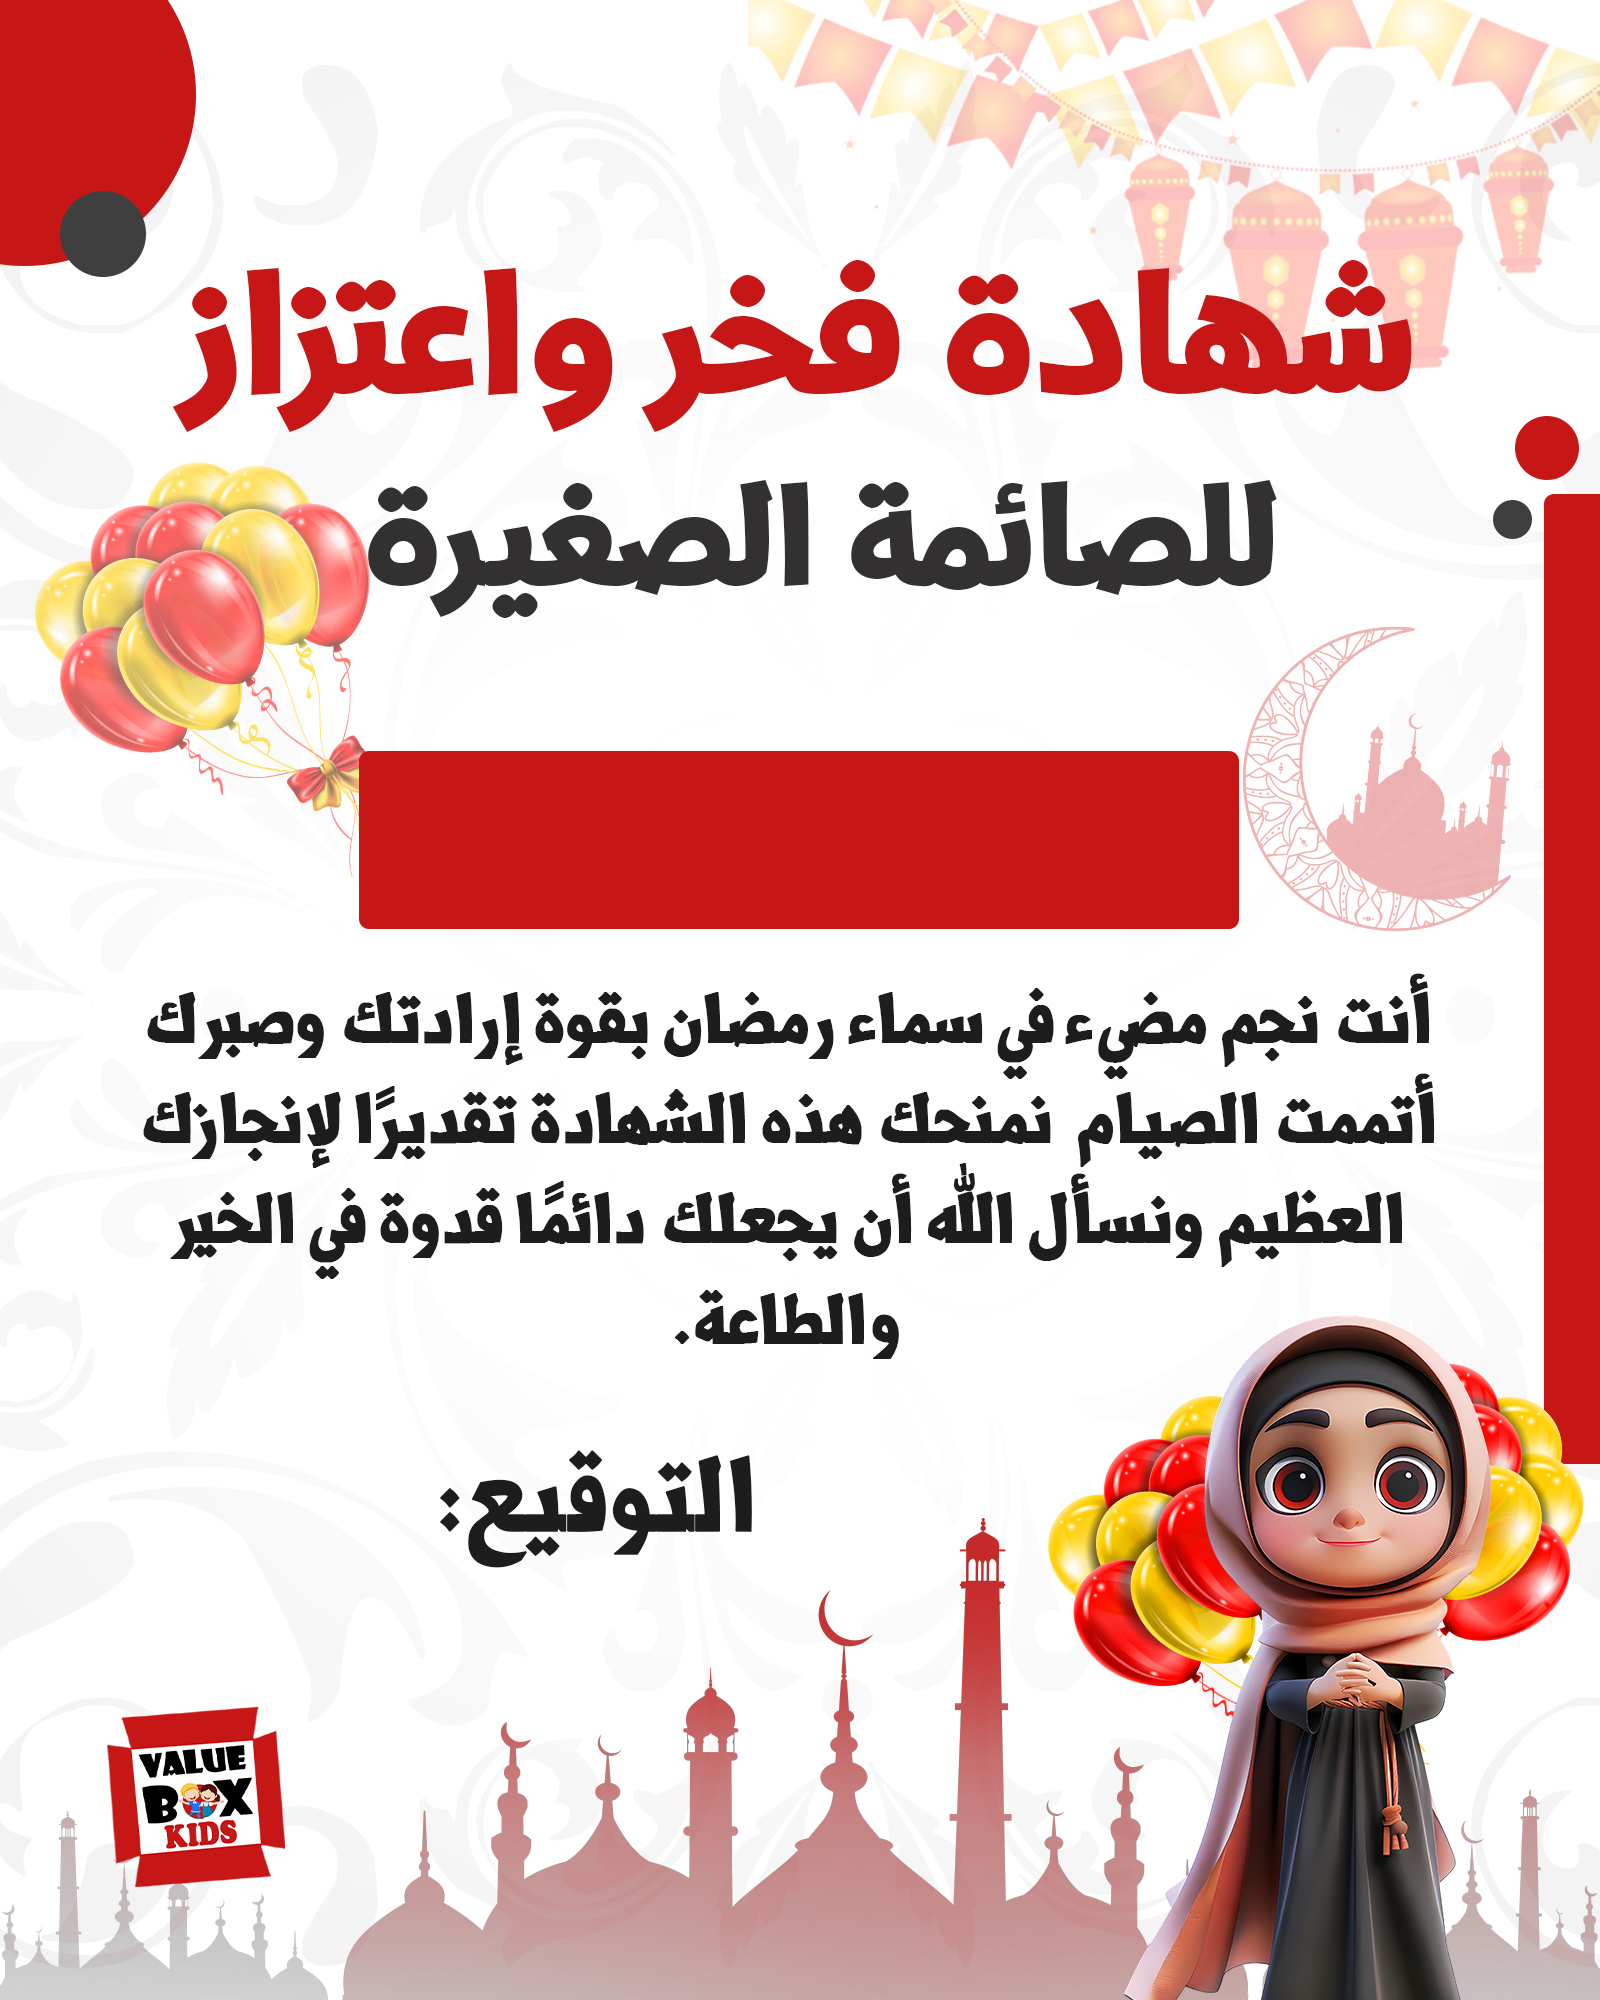 شهادة فخر واعتزاز
للصائمة الصغيرة
أنت نجم مضيء في سماء رمضان بقوة إرادتك وصبرك
أتممت الصيام نمنحك هذه الشهادة تقديرًا لإنجازك
العظيم ونسأل الله أن يجعلك دائمًا قدوة في الخير
والطاعة.
التوقيع:
VALUE
BOX
KIDS